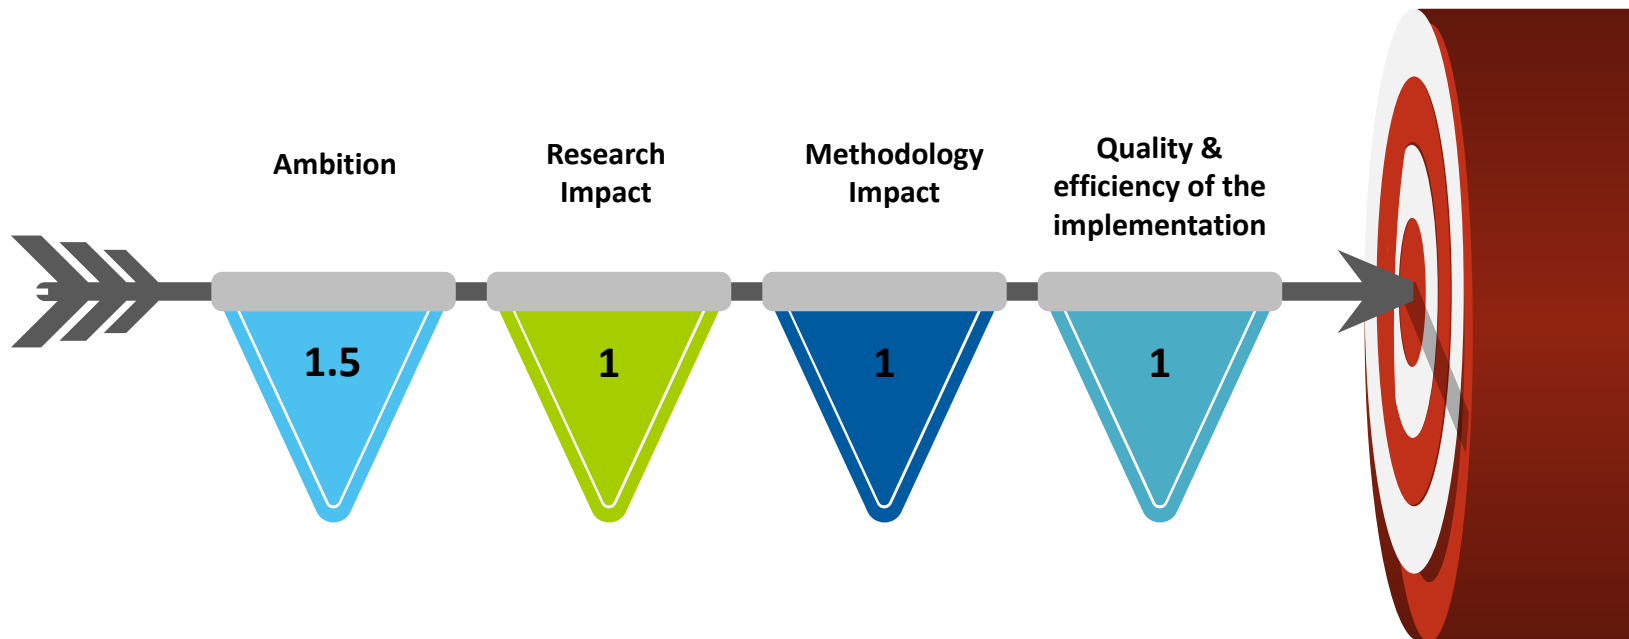 Ambition
Research
Impact
Methodology
Impact
Quality &
efficiency of the
implementation
1.5
1
1
1